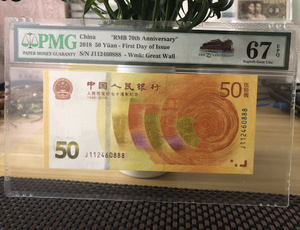 PMG
PAPER MONEY GUARANTY
China "RMB 70th Anniversary"
2018 50 Yüan - First Day of Issue
S/N J112460888 - Wmk: Great Wall
67 EPQ
Superb Gem Unc
中国人民银行
50
50
J112460888